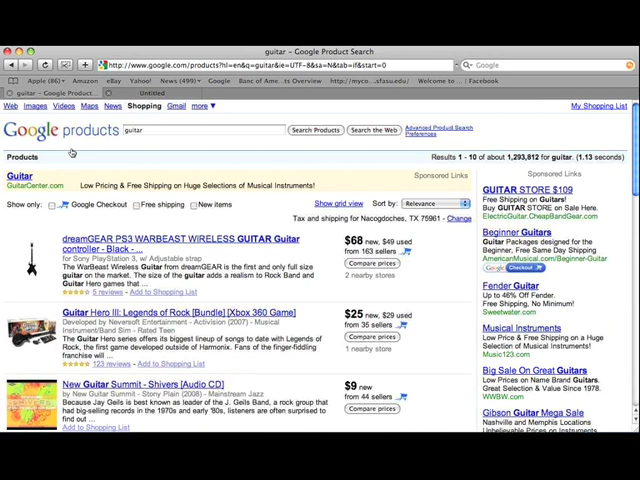 guitar – Google Product Search
http://www.google.com/products?hl=en&q=guitar&ie=UTF-8&sa=N&tab=if&start=0
Google
Apple (86)▾ Amazon eBay Yahoo! News (499)▾ Google Banc of America Overview Welcome to ... | Facebook
guitar – Google Product... Untitled
Web Images Videos Maps News Shopping Gmail more ▼ My Shopping List
Google products guitar Search Products Search the Web Advanced Product Search
Preferences
Products Results 1 - 10 of about 1,293,812 for guitar. (1.13 seconds)
Guitar Sponsored Links
GuitarCenter.com Low Pricing & Free Shipping on Huge Selections of Musical Instruments!
Show only: Google Checkout Free shipping New items
Show grid view Sort by: Relevance
Tax and shipping for Nacogdoches, TX 75961 - Change
dreamGEAR PS3 WARBEAST WIRELESS GUITAR Guitar
controller - Black - ...
for Sony PlayStation 3, w/ Adjustable strap
The WarBeast Wireless Guitar from dreamGEAR is the first and only full size
guitar on the market. The size of the guitar adds a realism to Rock Band and
Guitar Hero games that ...
5 reviews - Add to Shopping List
$68 new, $49 used
from 163 sellers
Compare prices
2 nearby stores
Guitar Hero III: Legends of Rock [Bundle] [Xbox 360 Game]
Developed by Neversoft Entertainment - Activision (2007) - Musical
Instrument/Band Sim - Rated Teen
The Guitar Hero series offers its biggest lineup of songs to date with Legends of
Rock, the first game developed outside of Harmonix. Fans of the finger-fiddling
franchise will ...
123 reviews - Add to Shopping List
$25 new, $29 used
from 35 sellers
Compare prices
1 nearby store
New Guitar Summit - Shivers [Audio CD]
by New Guitar Summit - Stony Plain (2008) - Mainstream Jazz
Because Jay Geils is best known as leader of the J. Geils Band, a rock group that
had big-selling records in the 1970s and early '80s, listeners are often surprised to
find out ...
Add to Shopping List
$9 new
from 44 sellers
Compare prices
Sponsored Links
GUITAR STORE $109
Free Shipping on Guitars!
Buy GUITAR STORE on Sale Here.
ElectricGuitar.CheapBandGear.com
Beginner Guitars
Guitar Packages designed for the
Beginner, Free Same Day Shipping
AmericanMusical.com/Beginner-Guitar
Google Checkout
Fender Guitar
Up to 46% Off Fender.
Free Shipping, No Minimum!
Sweetwater.com
Musical Instruments
Low Price & Free Shipping on a Huge
Selection of Musical Instruments.
Music123.com
Big Sale On Great Guitars
Low Prices on Name Brand Guitars.
Great Selection & Value Since 1978.
WWBW.com
Gibson Guitar Mega Sale
Nashville and Memphis Locations
Unbelievable Prices on Instruments